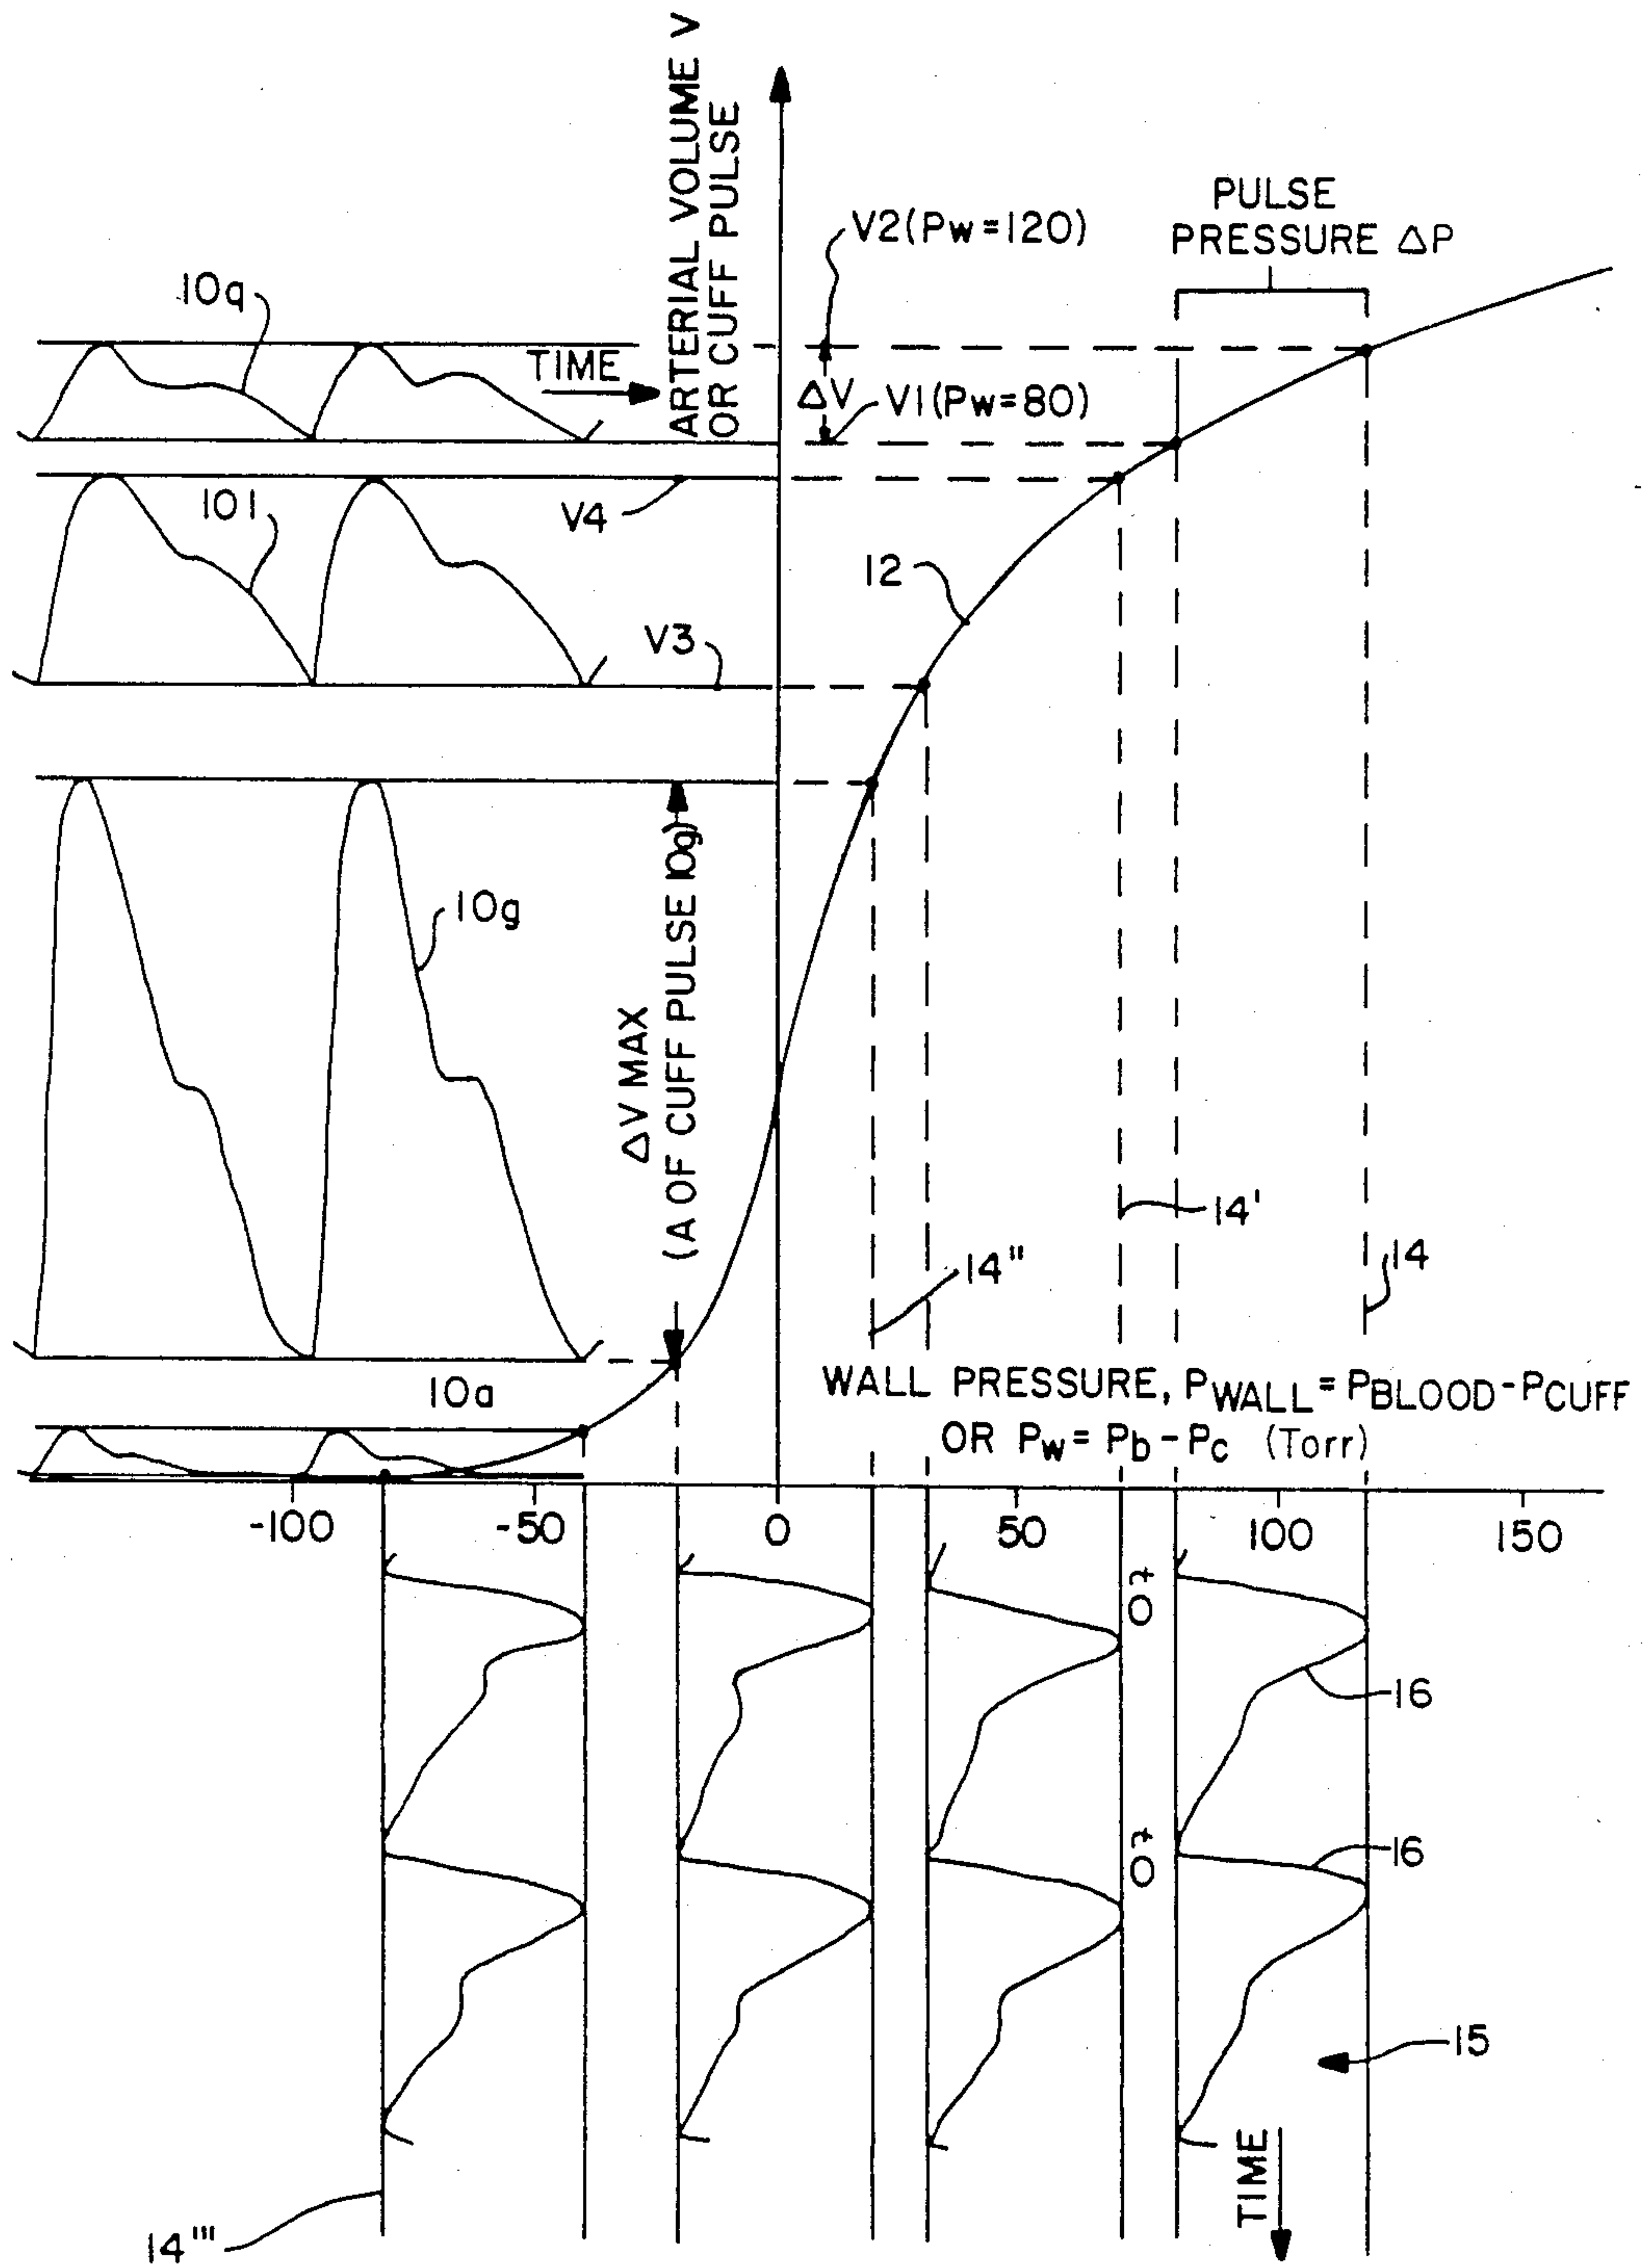 ARTERIAL VOLUME V
OR CUFF PULSE
PULSE
PRESSURE ΔP
V2(Pw=120)
10q
TIME
ΔV
V1(Pw=80)
101
V4
12
V3
10g
ΔV MAX
(A OF CUFF PULSE 10g)
14'
14"
14
10a
WALL PRESSURE, PWALL=PBLOOD-PCUFF
OR Pw=Pb-Pc (Torr)
-100
-50
0
50
100
150
70
16
70
16
15
TIME
14'''